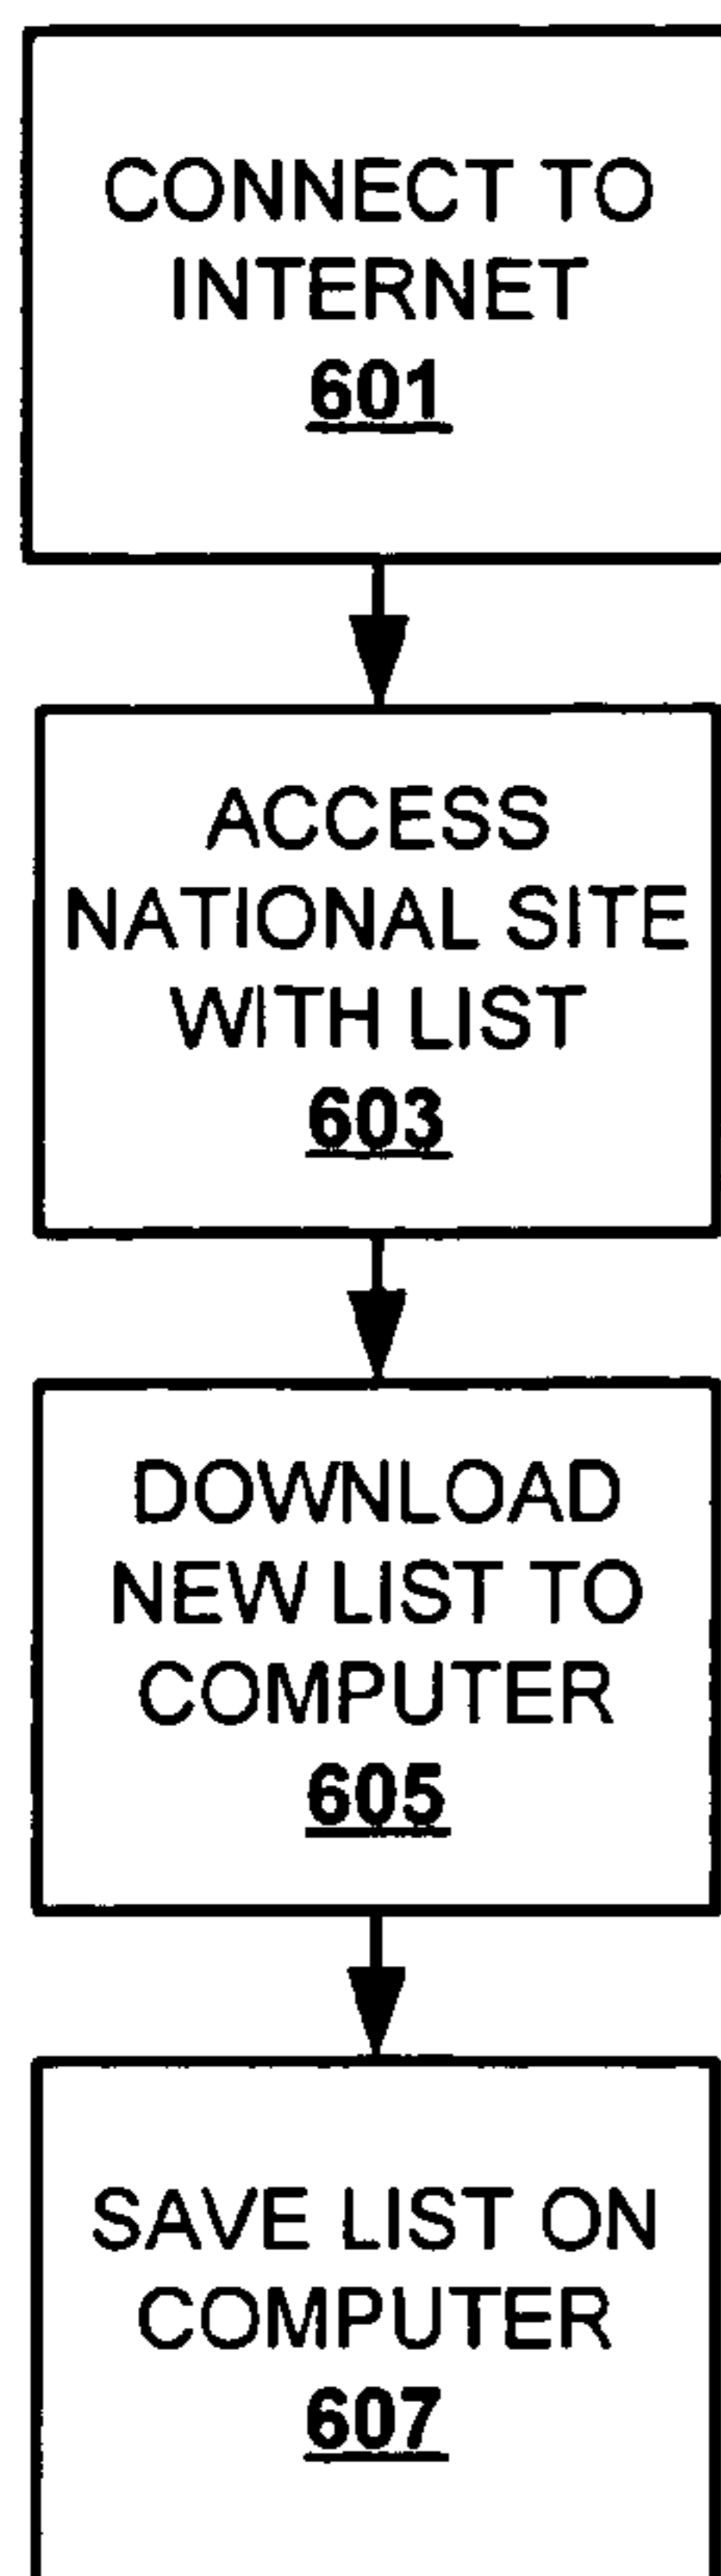 CONNECT TO
INTERNET
601
ACCESS
NATIONAL SITE
WITH LIST
603
DOWNLOAD
NEW LIST TO
COMPUTER
605
SAVE LIST ON
COMPUTER
607